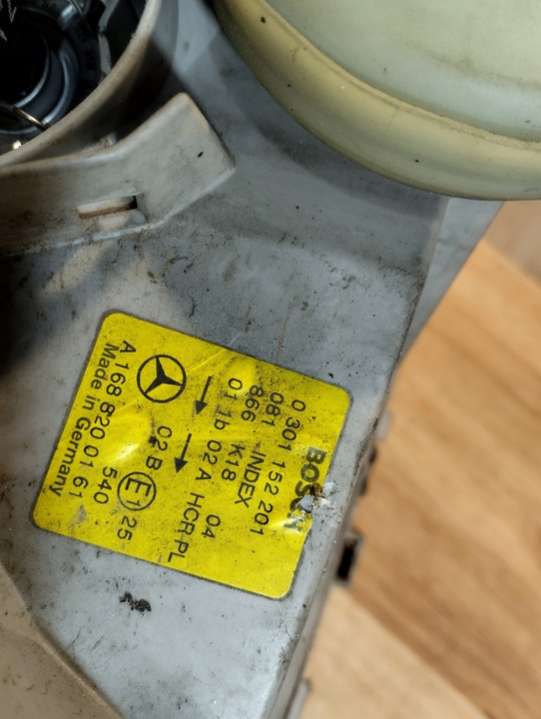 BOSCH
0 301 152 201
081 INDEX 04
866 K18
01 1b 02 A HCR-PL
02 B E 25
A 168 820 01 61 540
Made in Germany